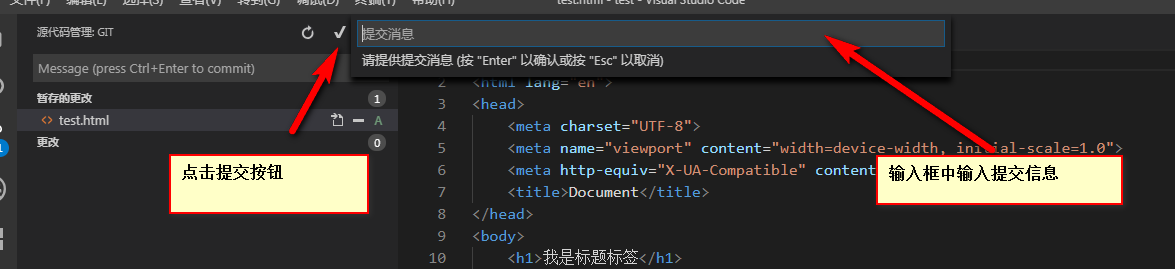 文件(F) 编辑(E) 选择(S) 查看(V) 转到(G) 调试(D) 终端(T) 帮助(H) test.html - test - Visual Studio Code
源代码管理: GIT
提交消息
请提供提交消息 (按 "Enter" 以确认或按 "Esc" 以取消)
Message (press Ctrl+Enter to commit)
暂存的更改 1
test.html A
更改 0
点击提交按钮
输入框中输入提交信息
2 <html lang="en">
3 <head>
4 <meta charset="UTF-8">
5 <meta name="viewport" content="width=device-width, initial-scale=1.0">
6 <meta http-equiv="X-UA-Compatible" content
7 <title>Document</title>
8 </head>
9 <body>
10 <h1>我是标题标签</h1>